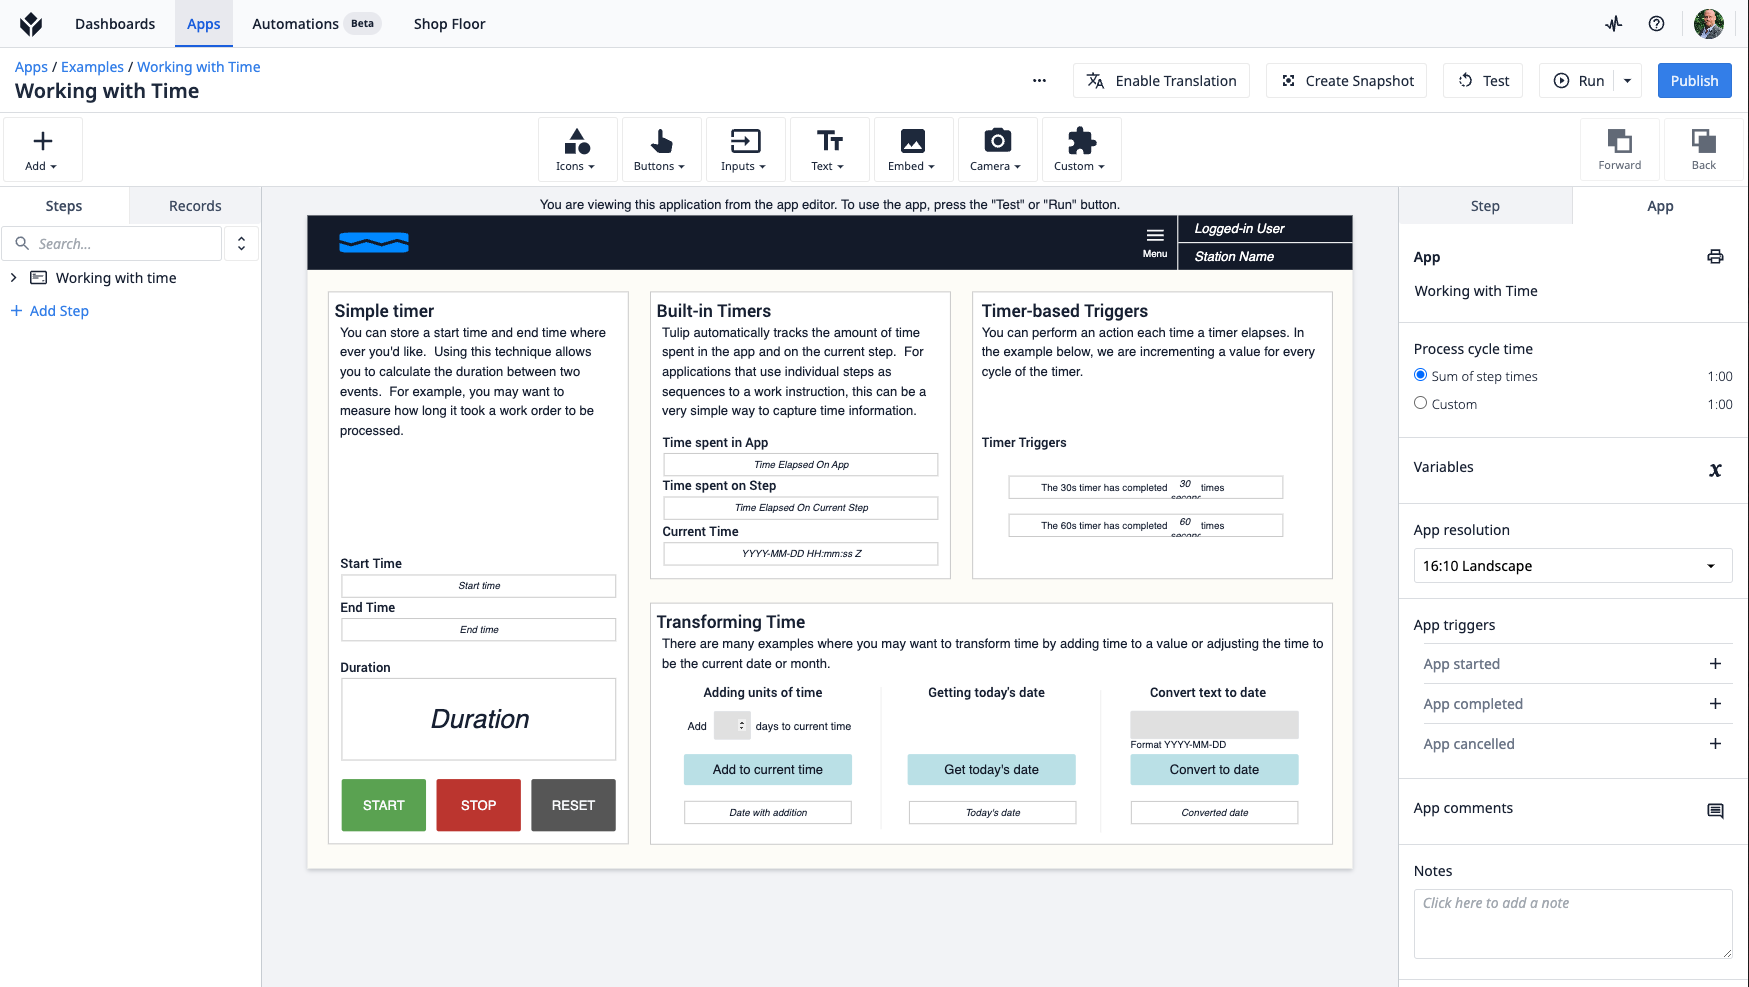 Dashboards
Apps
Automations Beta
Shop Floor
Apps / Examples / Working with Time
Working with Time
Enable Translation
Create Snapshot
Test
Run
Publish
Add
Icons
Buttons
Inputs
Text
Embed
Camera
Custom
Forward
Back
Steps
Records
Search...
Working with time
Add Step
You are viewing this application from the app editor. To use the app, press the "Test" or "Run" button.
Menu
Logged-in User
Station Name
Simple timer
You can store a start time and end time where
ever you'd like.  Using this technique allows
you to calculate the duration between two
events.  For example, you may want to
measure how long it took a work order to be
processed.
Start Time
Start time
End Time
End time
Duration
Duration
START
STOP
RESET
Built-in Timers
Tulip automatically tracks the amount of time
spent in the app and on the current step.  For
applications that use individual steps as
sequences to a work instruction, this can be a
very simple way to capture time information.
Time spent in App
Time Elapsed On App
Time spent on Step
Time Elapsed On Current Step
Current Time
YYYY-MM-DD HH:mm:ss Z
Timer-based Triggers
You can perform an action each time a timer elapses. In
the example below, we are incrementing a value for every
cycle of the timer.
Timer Triggers
The 30s timer has completed 30 times
The 60s timer has completed 60 times
Transforming Time
There are many examples where you may want to transform time by adding time to a value or adjusting the time to
be the current date or month.
Adding units of time
Add days to current time
Add to current time
Date with addition
Getting today's date
Get today's date
Today's date
Convert text to date
Format YYYY-MM-DD
Convert to date
Converted date
Step
App
App
Working with Time
Process cycle time
Sum of step times 1:00
Custom 1:00
Variables
x
App resolution
16:10 Landscape
App triggers
App started
App completed
App cancelled
App comments
Notes
Click here to add a note